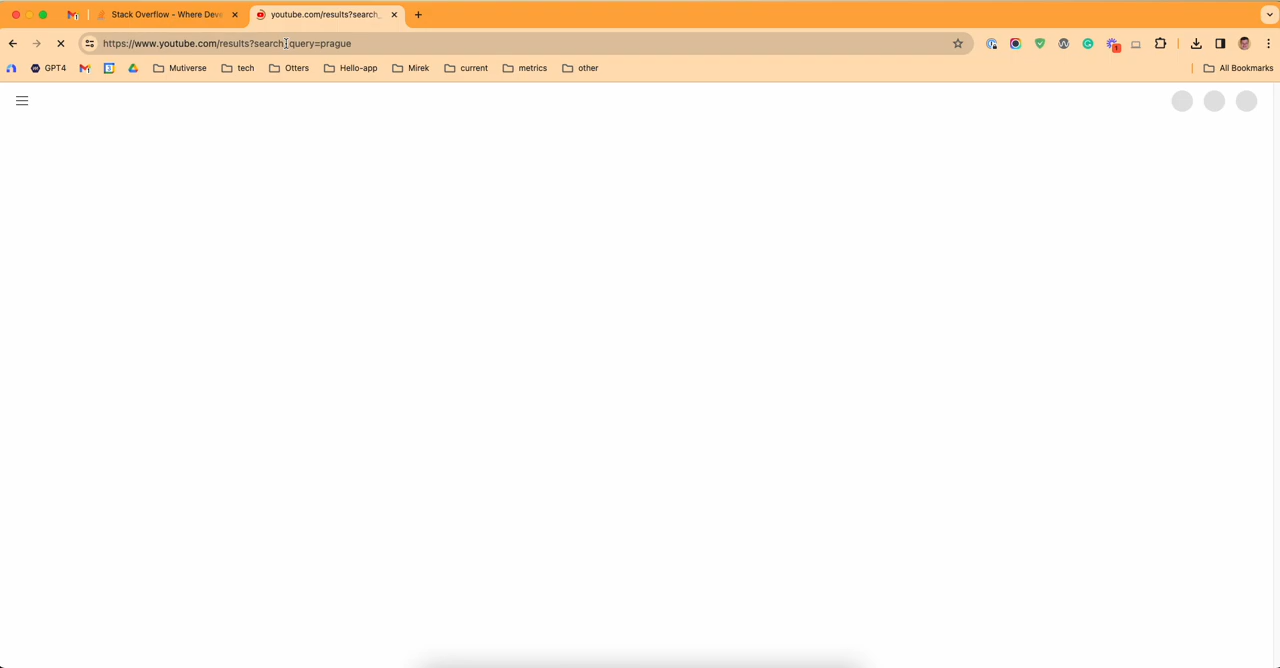 Stack Overflow - Where Deve
youtube.com/results?search_
https://www.youtube.com/results?search_query=prague
1
GPT4
Mutiverse
tech
Otters
Hello-app
Mirek
current
metrics
other
All Bookmarks